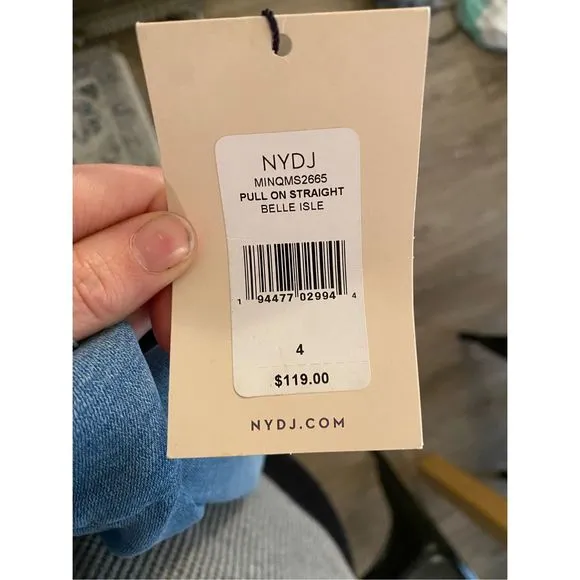 NYDJ
MINQMS2665
PULL ON STRAIGHT
BELLE ISLE
1 94477 02994 4
4
$119.00
NYDJ.COM